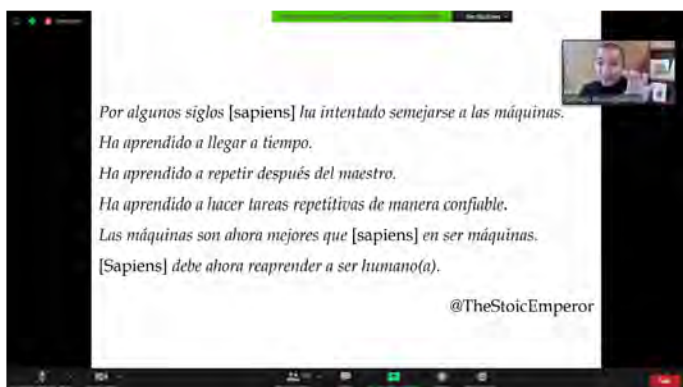 Por algunos siglos [sapiens] ha intentado semejarse a las máquinas.
Ha aprendido a llegar a tiempo.
Ha aprendido a repetir después del maestro.
Ha aprendido a hacer tareas repetitivas de manera confiable.
Las máquinas son ahora mejores que [sapiens] en ser máquinas.
[Sapiens] debe ahora reaprender a ser humano(a).
@TheStoicEmperor